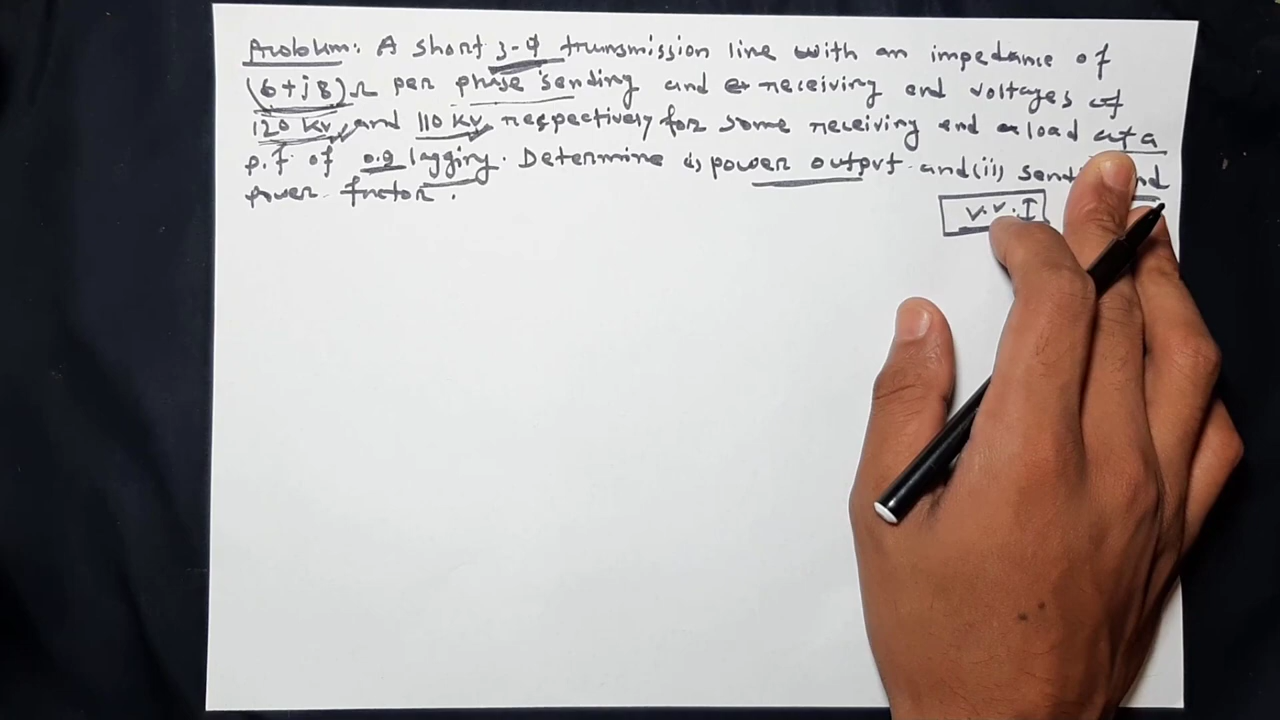 Problem: A short 3-φ transmission line with an impedance of
(6+j8)Ω per phase sending and receiving end voltages of
120 kv and 110 kv respectively for some receiving end load at a
p.f of 0.9 lagging. Determine i, power output and (ii)
power factor.
V.V.I